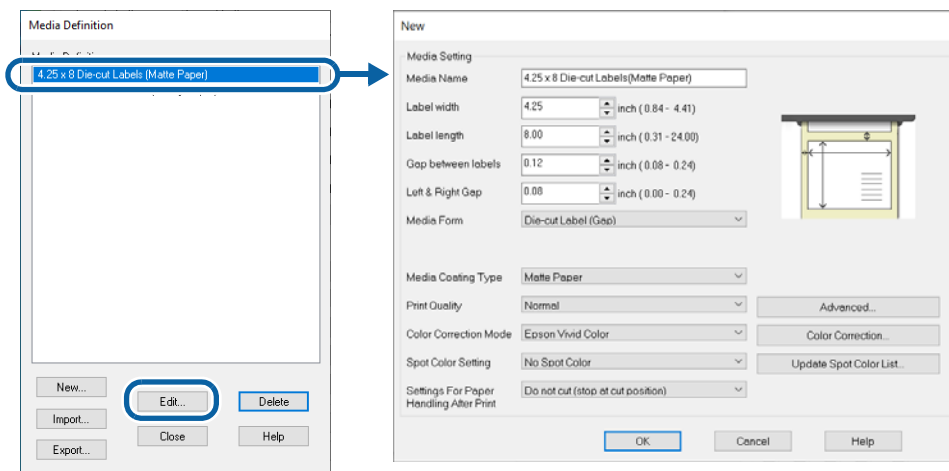 Media Definition
4.25 x 8 Die-cut Labels (Matte Paper)
New...
Edit...
Delete
Import...
Close
Help
Export...
New
Media Setting
Media Name 4.25 x 8 Die-cut Labels(Matte Paper)
Label width 4.25 inch ( 0.84 - 4.41)
Label length 8.00 inch ( 0.31 - 24.00)
Gap between labels 0.12 inch ( 0.08 - 0.24)
Left & Right Gap 0.08 inch ( 0.00 - 0.24)
Media Form Die-cut Label (Gap)
Media Coating Type Matte Paper
Print Quality Normal Advanced...
Color Correction Mode Epson Vivid Color Color Correction...
Spot Color Setting No Spot Color Update Spot Color List...
Settings For Paper Do not cut (stop at cut position)
Handling After Print
OK Cancel Help